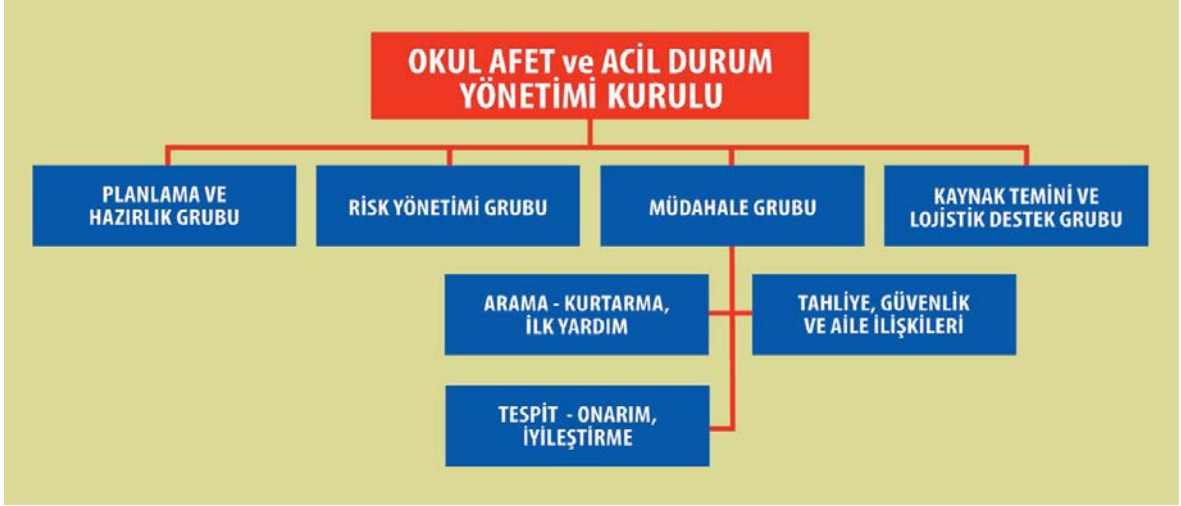 OKUL AFET ve ACİL DURUM
YÖNETİMİ KURULU
PLANLAMA VE
HAZIRLIK GRUBU
RİSK YÖNETİMİ GRUBU
MÜDAHALE GRUBU
KAYNAK TEMİNİ VE
LOJİSTİK DESTEK GRUBU
ARAMA - KURTARMA,
İLK YARDIM
TAHLİYE, GÜVENLİK
VE AİLE İLİŞKİLERİ
TESPİT - ONARIM,
İYİLEŞTİRME